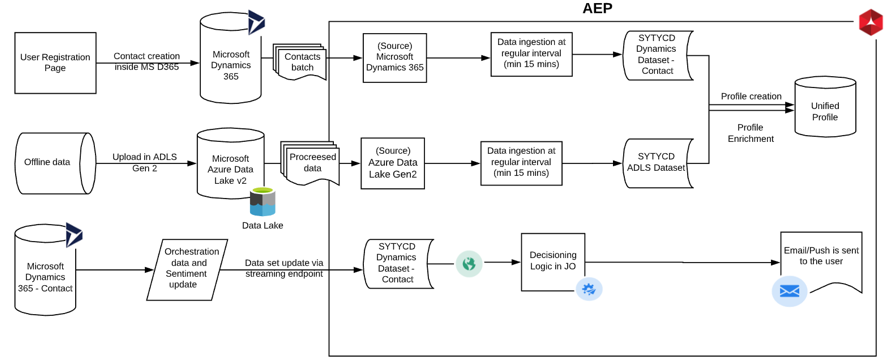 AEP
User Registration
Page
Contact creation
inside MS D365
Microsoft
Dynamics
365
Contacts
batch
(Source)
Microsoft
Dynamics 365
Data ingestion at
regular interval
(min 15 mins)
SYTYCD
Dynamics
Dataset -
Contact
Profile creation
Unified
Profile
Profile
Enrichment
Offline data
Upload in ADLS
Gen 2
Microsoft
Azure Data
Lake v2
Data Lake
Procreesed
data
(Source)
Azure Data
Lake Gen2
Data ingestion at
regular interval
(min 15 mins)
SYTYCD
ADLS Dataset
Microsoft
Dynamics
365 - Contact
Orchestration
data and
Sentiment
update
Data set update via
streaming endpoint
SYTYCD
Dynamics
Dataset -
Contact
Decisioning
Logic in JO
Email/Push is sent
to the user